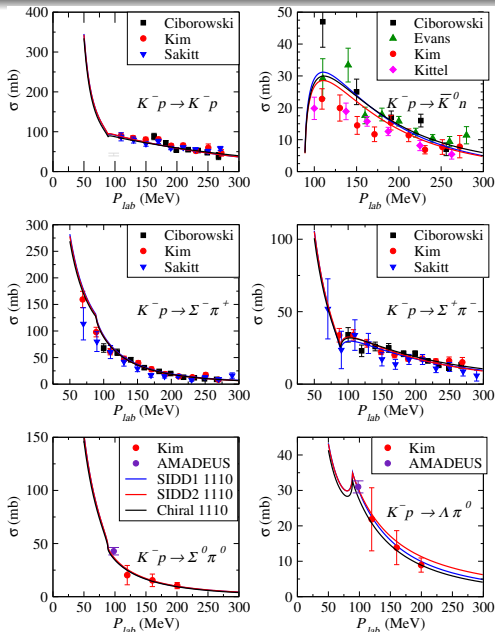 400
300
200
100
0
σ (mb)
Ciborowski
Kim
Sakitt
K⁻p → K⁻p
0 50 100 150 200 250 300
P_lab (MeV)
50
40
30
20
10
0
σ (mb)
Ciborowski
Evans
Kim
Kittel
K⁻p → K̅⁰n
100 150 200 250 300
P_lab (MeV)
300
250
200
150
100
50
0
σ (mb)
Ciborowski
Kim
Sakitt
K⁻p → Σ⁻π⁺
0 50 100 150 200 250 300
P_lab (MeV)
100
50
0
σ (mb)
Ciborowski
Kim
Sakitt
K⁻p → Σ⁺π⁻
0 50 100 150 200 250 300
P_lab (MeV)
150
100
50
0
σ (mb)
Kim
AMADEUS
SIDD1 1110
SIDD2 1110
Chiral 1110
K⁻p → Σ⁰π⁰
0 50 100 150 200 250 300
P_lab (MeV)
50
40
30
20
10
0
σ (mb)
Kim
AMADEUS
K⁻p → Λπ⁰
0 50 100 150 200 250 300
P_lab (MeV)